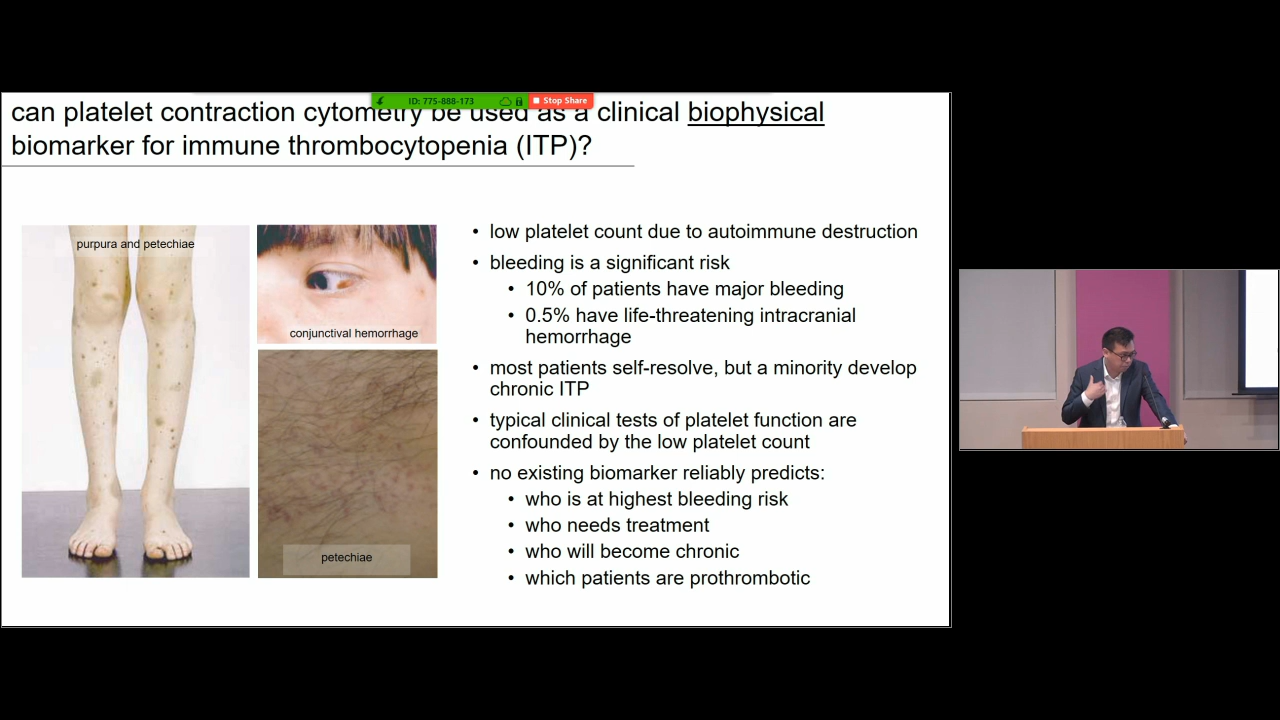 ID: 775-888-173
Stop Share
can platelet contraction cytometry be used as a clinical biophysical
biomarker for immune thrombocytopenia (ITP)?
purpura and petechiae
conjunctival hemorrhage
petechiae
• low platelet count due to autoimmune destruction
• bleeding is a significant risk
• 10% of patients have major bleeding
• 0.5% have life-threatening intracranial
hemorrhage
• most patients self-resolve, but a minority develop
chronic ITP
• typical clinical tests of platelet function are
confounded by the low platelet count
• no existing biomarker reliably predicts:
• who is at highest bleeding risk
• who needs treatment
• who will become chronic
• which patients are prothrombotic